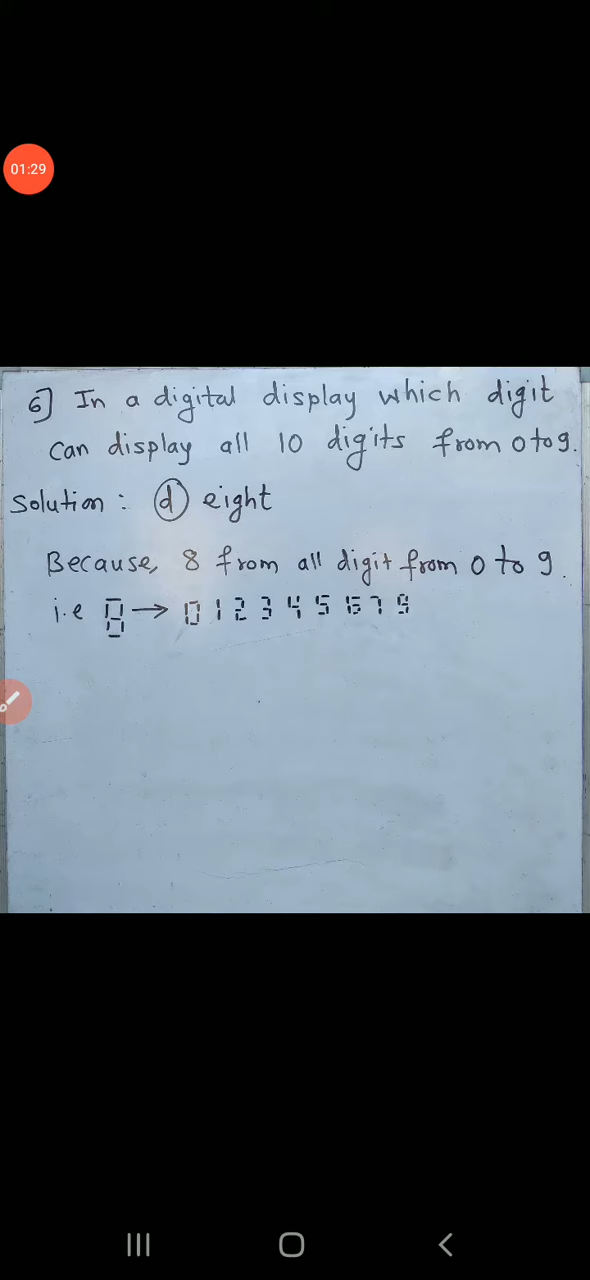 01:29
6] In a digital display which digit
can display all 10 digits from 0 to 9.
Solution : (d) eight
Because, 8 from all digit from 0 to 9.
i.e 8 → 0 1 2 3 4 5 6 7 9